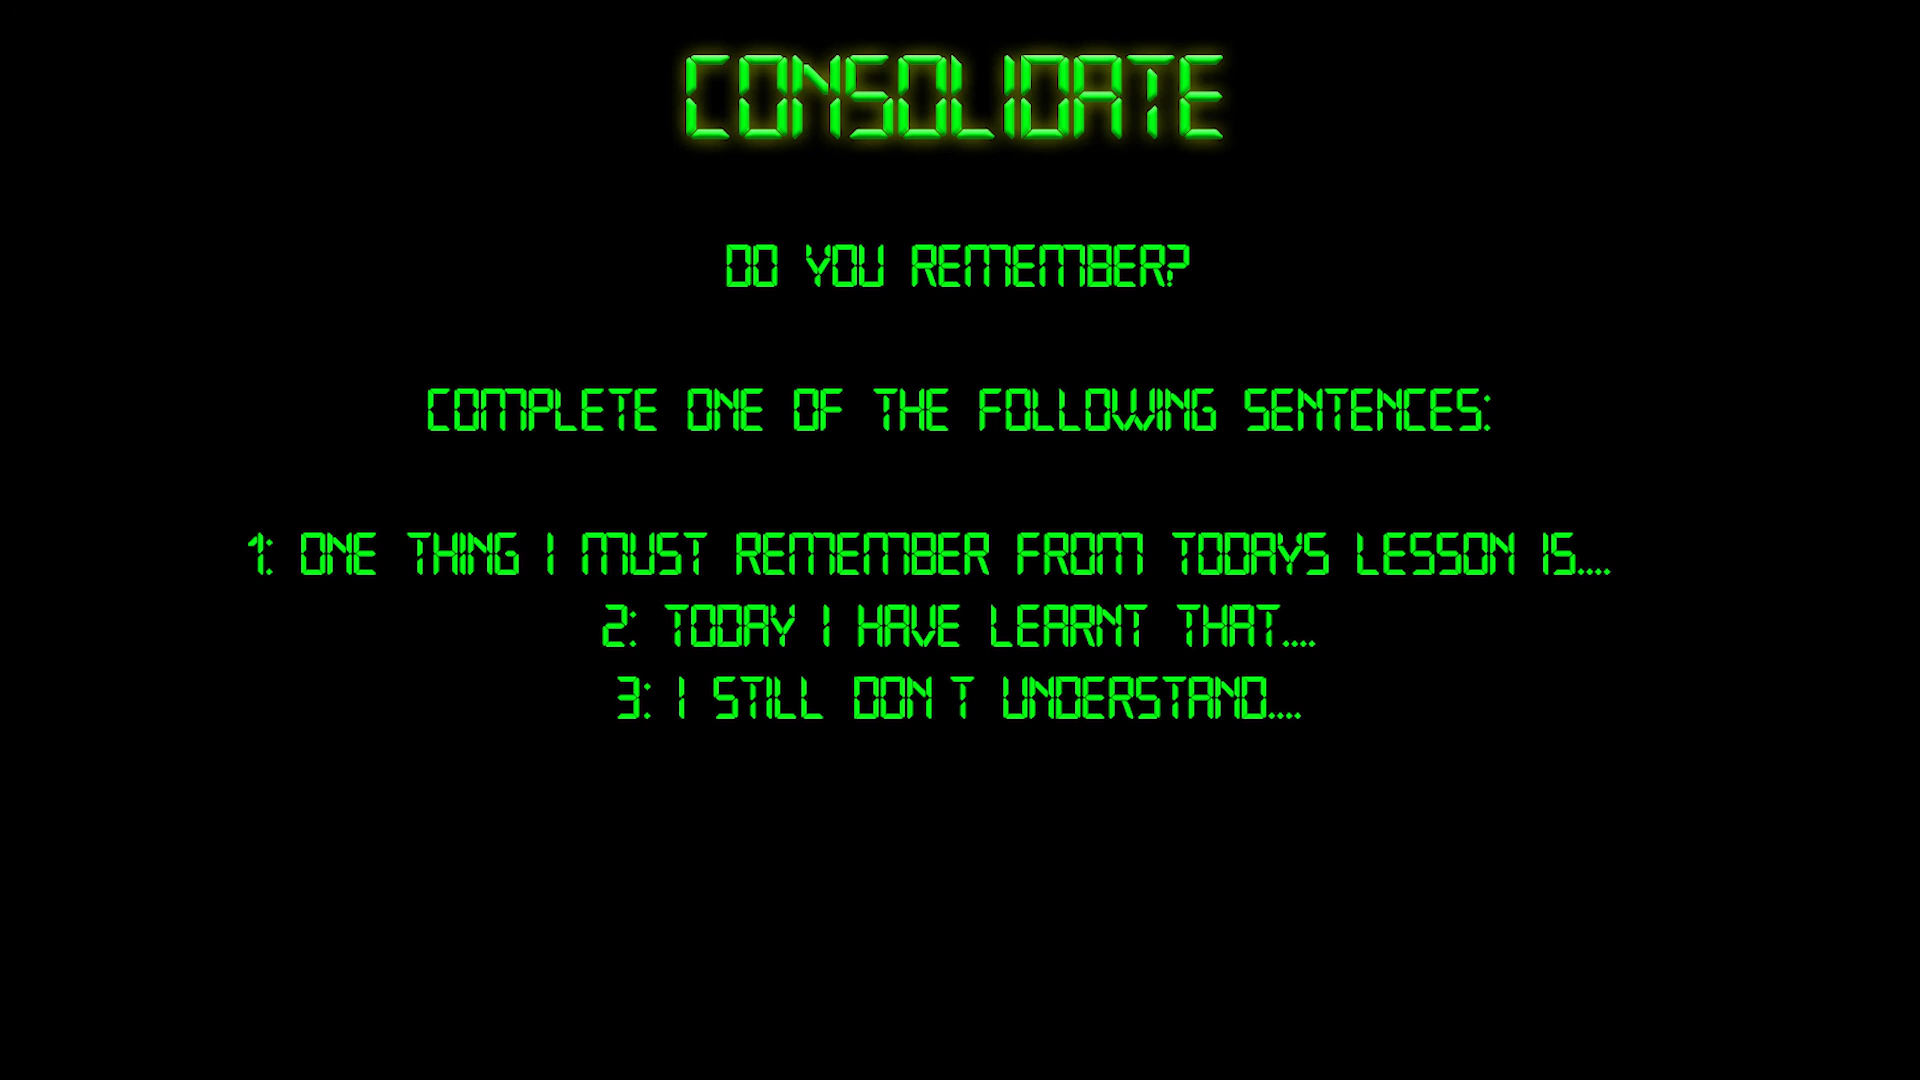 CONSOLIDATE
DO YOU REMEMBER?
COMPLETE ONE OF THE FOLLOWING SENTENCES:
1: ONE THING I MUST REMEMBER FROM TODAYS LESSON IS....
2: TODAY I HAVE LEARNT THAT....
3: I STILL DON T UNDERSTAND....